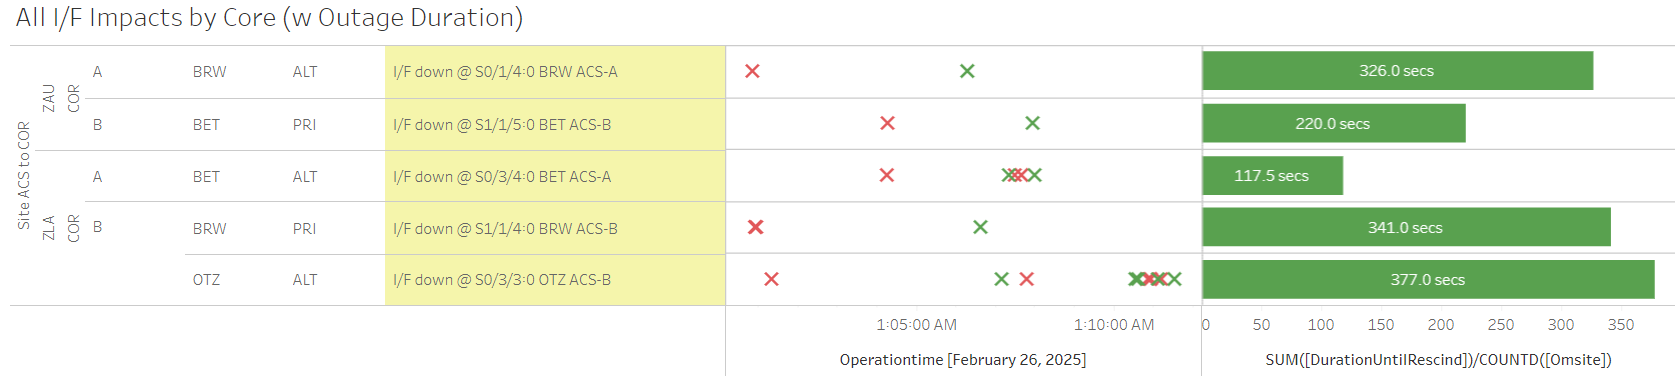 All I/F Impacts by Core (w Outage Duration)
Site ACS to COR
ZAU
COR
A BRW ALT I/F down @ S0/1/4:0 BRW ACS-A 326.0 secs
B BET PRI I/F down @ S1/1/5:0 BET ACS-B 220.0 secs
ZLA
COR
A BET ALT I/F down @ S0/3/4:0 BET ACS-A 117.5 secs
B BRW PRI I/F down @ S1/1/4:0 BRW ACS-B 341.0 secs
OTZ ALT I/F down @ S0/3/3:0 OTZ ACS-B 377.0 secs
1:05:00 AM 1:10:00 AM 0 50 100 150 200 250 300 350
Operationtime [February 26, 2025] SUM([DurationUntilRescind])/COUNTD([Omsite])